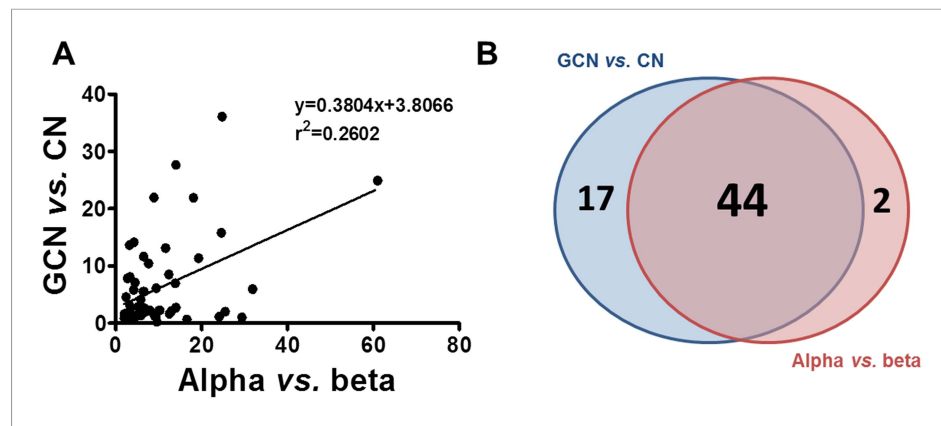 A
y=0.3804x+3.8066
r²=0.2602
40
30
20
10
0
GCN vs. CN
0 20 40 60 80
Alpha vs. beta
B
GCN vs. CN
17 44 2
Alpha vs. beta